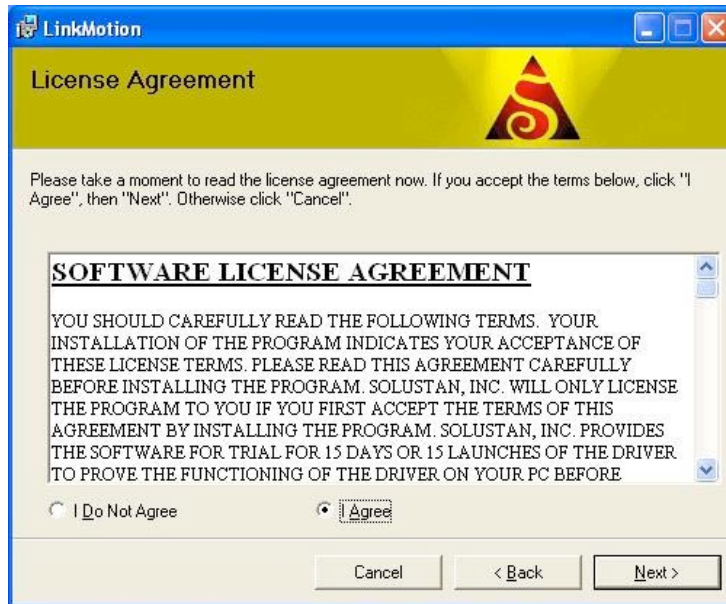 LinkMotion
License Agreement
Please take a moment to read the license agreement now. If you accept the terms below, click "I
Agree", then "Next". Otherwise click "Cancel".
SOFTWARE LICENSE AGREEMENT
YOU SHOULD CAREFULLY READ THE FOLLOWING TERMS.  YOUR
INSTALLATION OF THE PROGRAM INDICATES YOUR ACCEPTANCE OF
THESE LICENSE TERMS. PLEASE READ THIS AGREEMENT CAREFULLY
BEFORE INSTALLING THE PROGRAM. SOLUSTAN, INC. WILL ONLY LICENSE
THE PROGRAM TO YOU IF YOU FIRST ACCEPT THE TERMS OF THIS
AGREEMENT BY INSTALLING THE PROGRAM. SOLUSTAN, INC. PROVIDES
THE SOFTWARE FOR TRIAL FOR 15 DAYS OR 15 LAUNCHES OF THE DRIVER
TO PROVE THE FUNCTIONING OF THE DRIVER ON YOUR PC BEFORE
I Do Not Agree
I Agree
Cancel
< Back
Next >